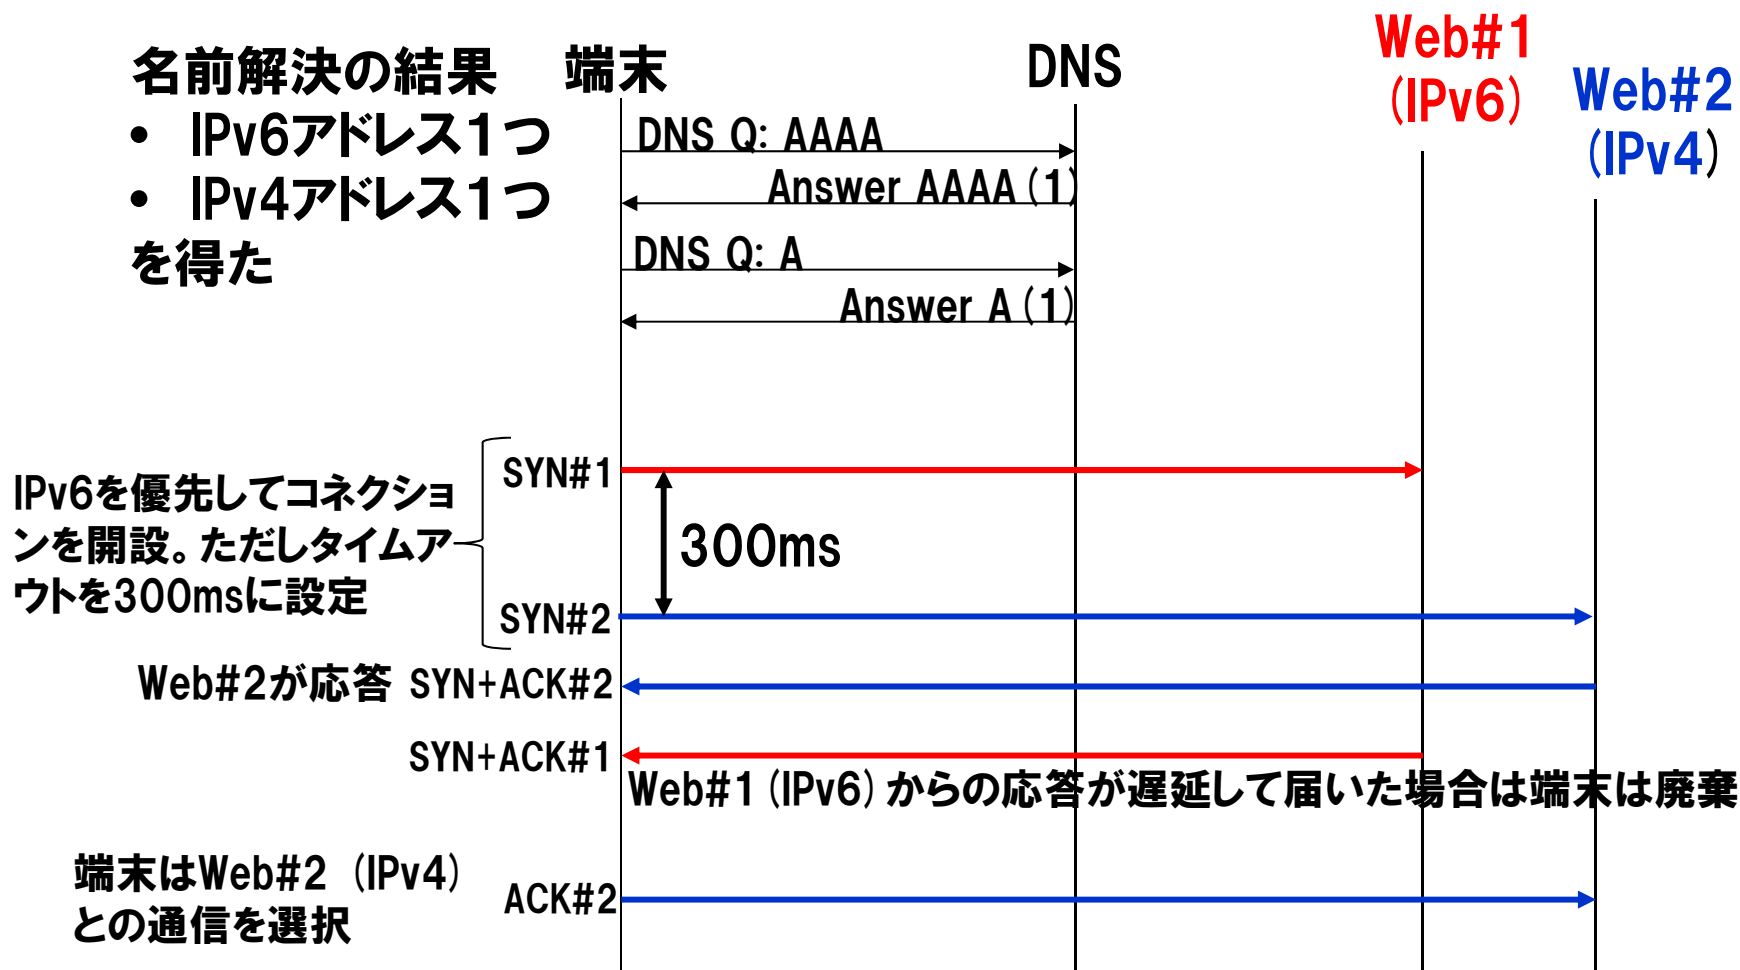 名前解決の結果
• IPv6アドレス1つ
• IPv4アドレス1つ
を得た
端末
DNS
Web#1
(IPv6)
Web#2
(IPv4)
DNS Q: AAAA
Answer AAAA(1)
DNS Q: A
Answer A(1)
IPv6を優先してコネクショ
ンを開設。ただしタイムア
ウトを300msに設定
SYN#1
300ms
SYN#2
Web#2が応答 SYN+ACK#2
SYN+ACK#1
Web#1(IPv6)からの応答が遅延して届いた場合は端末は廃棄
端末はWeb#2 (IPv4)
との通信を選択
ACK#2